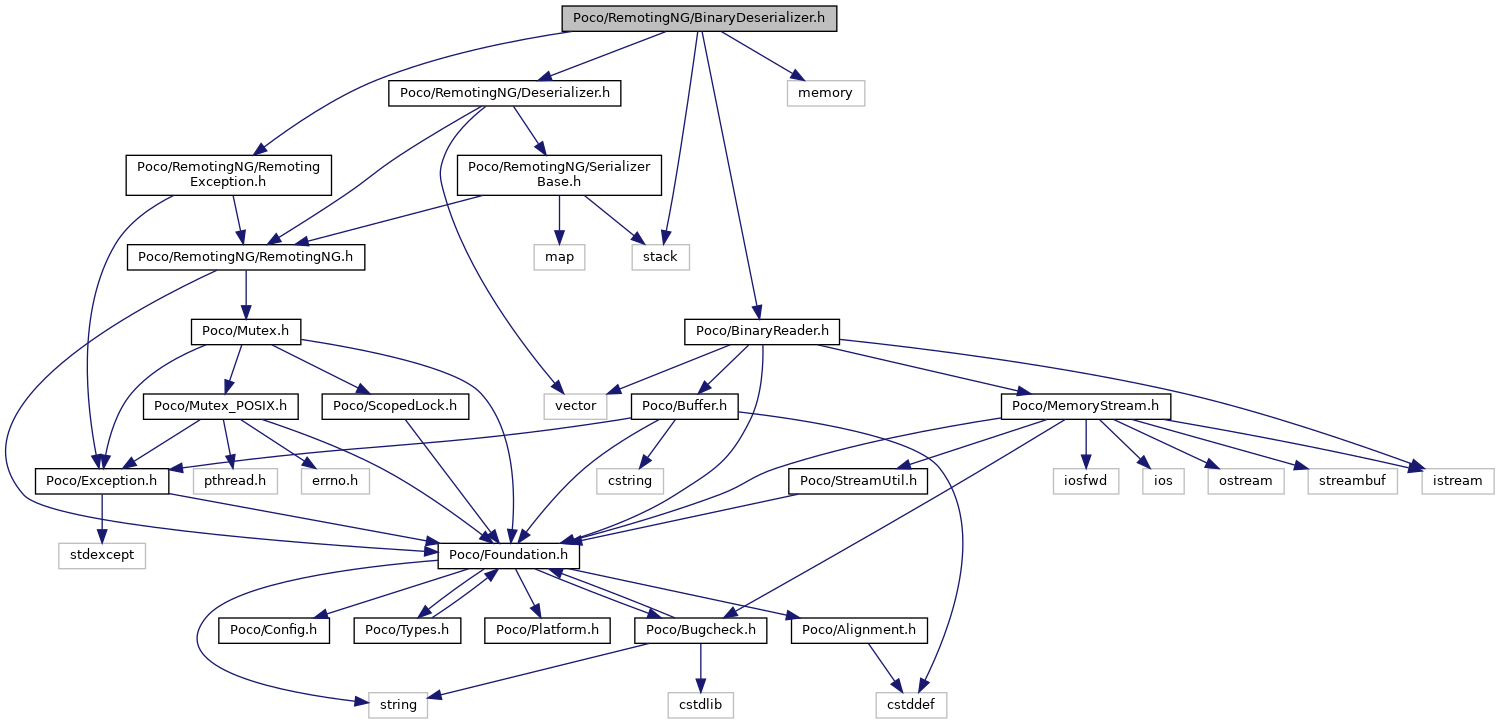 Poco/RemotingNG/BinaryDeserializer.h
Poco/RemotingNG/Deserializer.h
memory
Poco/RemotingNG/Remoting
Exception.h
Poco/RemotingNG/Serializer
Base.h
Poco/RemotingNG/RemotingNG.h
map
stack
Poco/Mutex.h
Poco/BinaryReader.h
Poco/Mutex_POSIX.h
Poco/ScopedLock.h
vector
Poco/Buffer.h
Poco/MemoryStream.h
Poco/Exception.h
pthread.h
errno.h
cstring
Poco/StreamUtil.h
iosfwd
ios
ostream
streambuf
istream
stdexcept
Poco/Foundation.h
Poco/Config.h
Poco/Types.h
Poco/Platform.h
Poco/Bugcheck.h
Poco/Alignment.h
string
cstdlib
cstddef